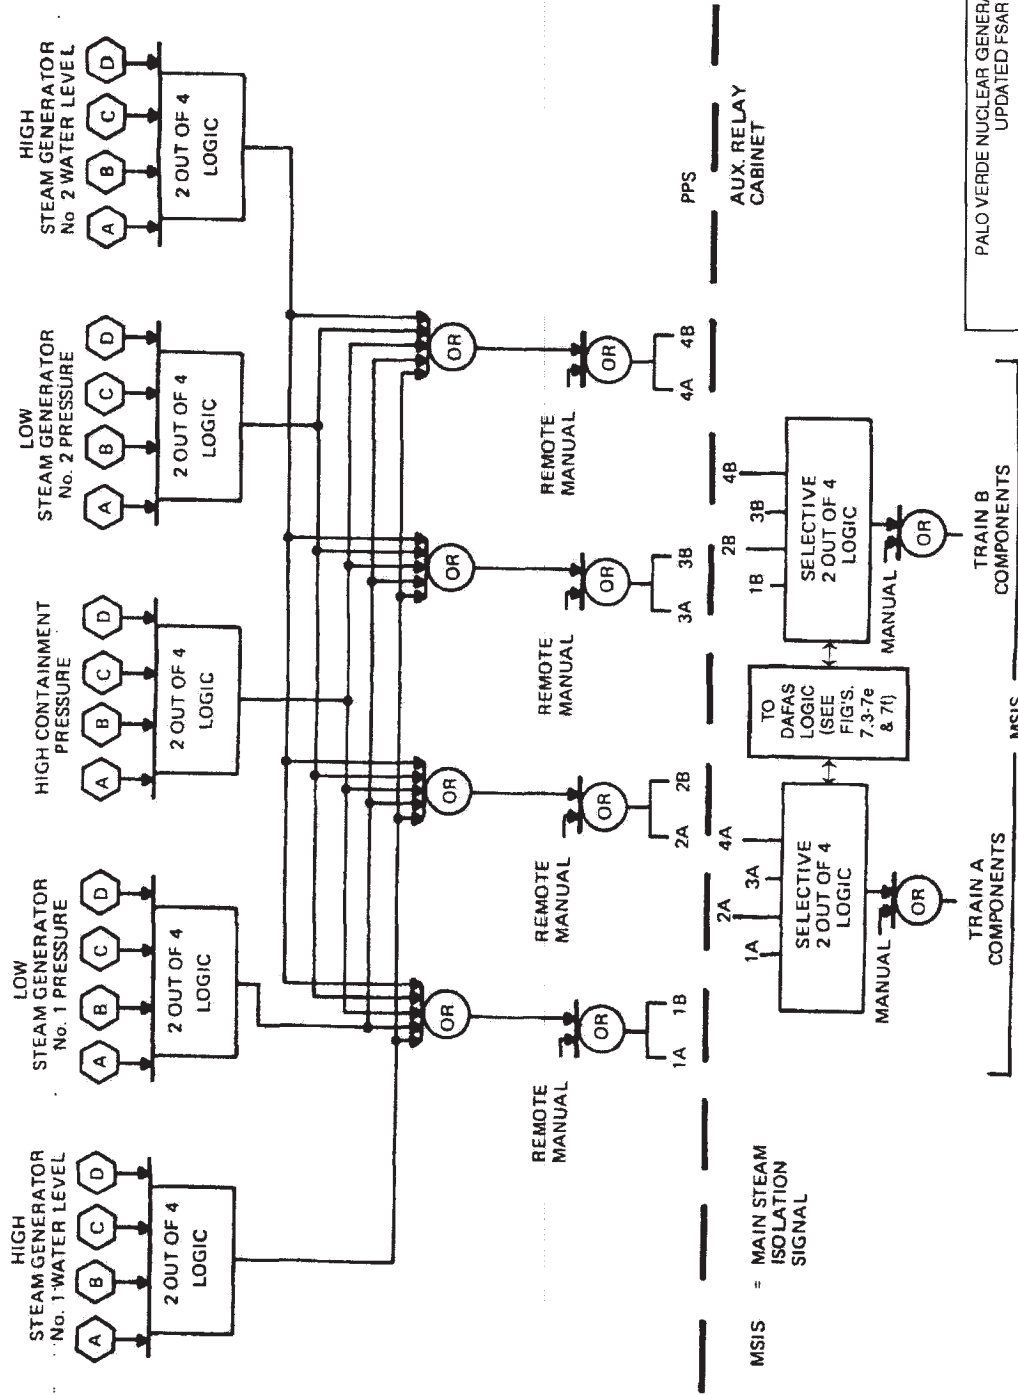 HIGH
STEAM GENERATOR
No. 1 WATER LEVEL
A
B
C
D
2 OUT OF 4
LOGIC
LOW
STEAM GENERATOR
No. 1 PRESSURE
A
B
C
D
2 OUT OF 4
LOGIC
HIGH CONTAINMENT
PRESSURE
A
B
C
D
2 OUT OF 4
LOGIC
LOW
STEAM GENERATOR
No. 2 PRESSURE
A
B
C
D
2 OUT OF 4
LOGIC
HIGH
STEAM GENERATOR
No 2 WATER LEVEL
A
B
C
D
2 OUT OF 4
LOGIC
OR
OR
OR
OR
REMOTE
MANUAL
OR
1A
1B
REMOTE
MANUAL
OR
2A
2B
REMOTE
MANUAL
OR
3A
3B
REMOTE
MANUAL
OR
4A
4B
PPS
AUX. RELAY
CABINET
MSIS = MAIN STEAM
ISOLATION
SIGNAL
1A
2A
3A
4A
SELECTIVE
2 OUT OF 4
LOGIC
MANUAL
OR
TRAIN A
COMPONENTS
TO
DAFAS
LOGIC
(SEE
FIG'S.
7.3-7e
& 7f)
1B
2B
3B
4B
SELECTIVE
2 OUT OF 4
LOGIC
MANUAL
OR
TRAIN B
COMPONENTS
MSIS
PALO VERDE NUCLEAR GENERA
UPDATED FSAR